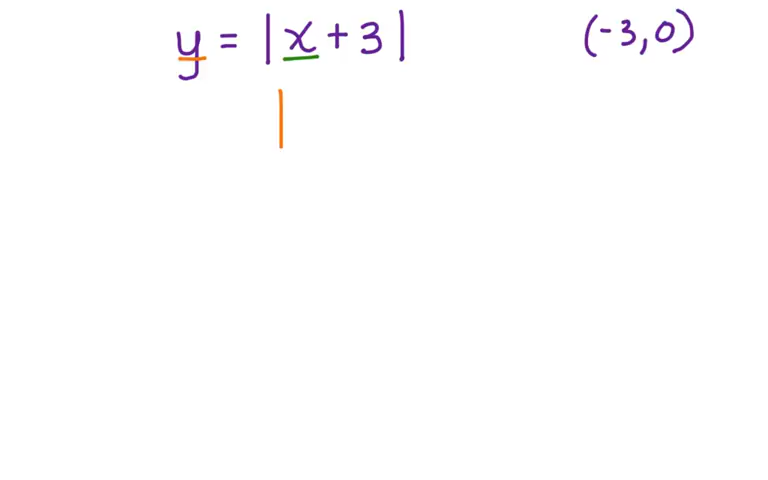 y = |x + 3| (-3, 0)
|